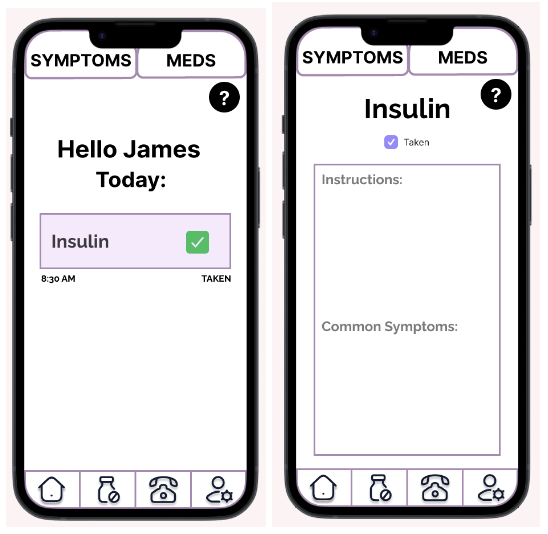 SYMPTOMS MEDS
?
Hello James
Today:
Insulin
8:30 AM TAKEN
SYMPTOMS MEDS
?
Insulin
Taken
Instructions:
Common Symptoms: